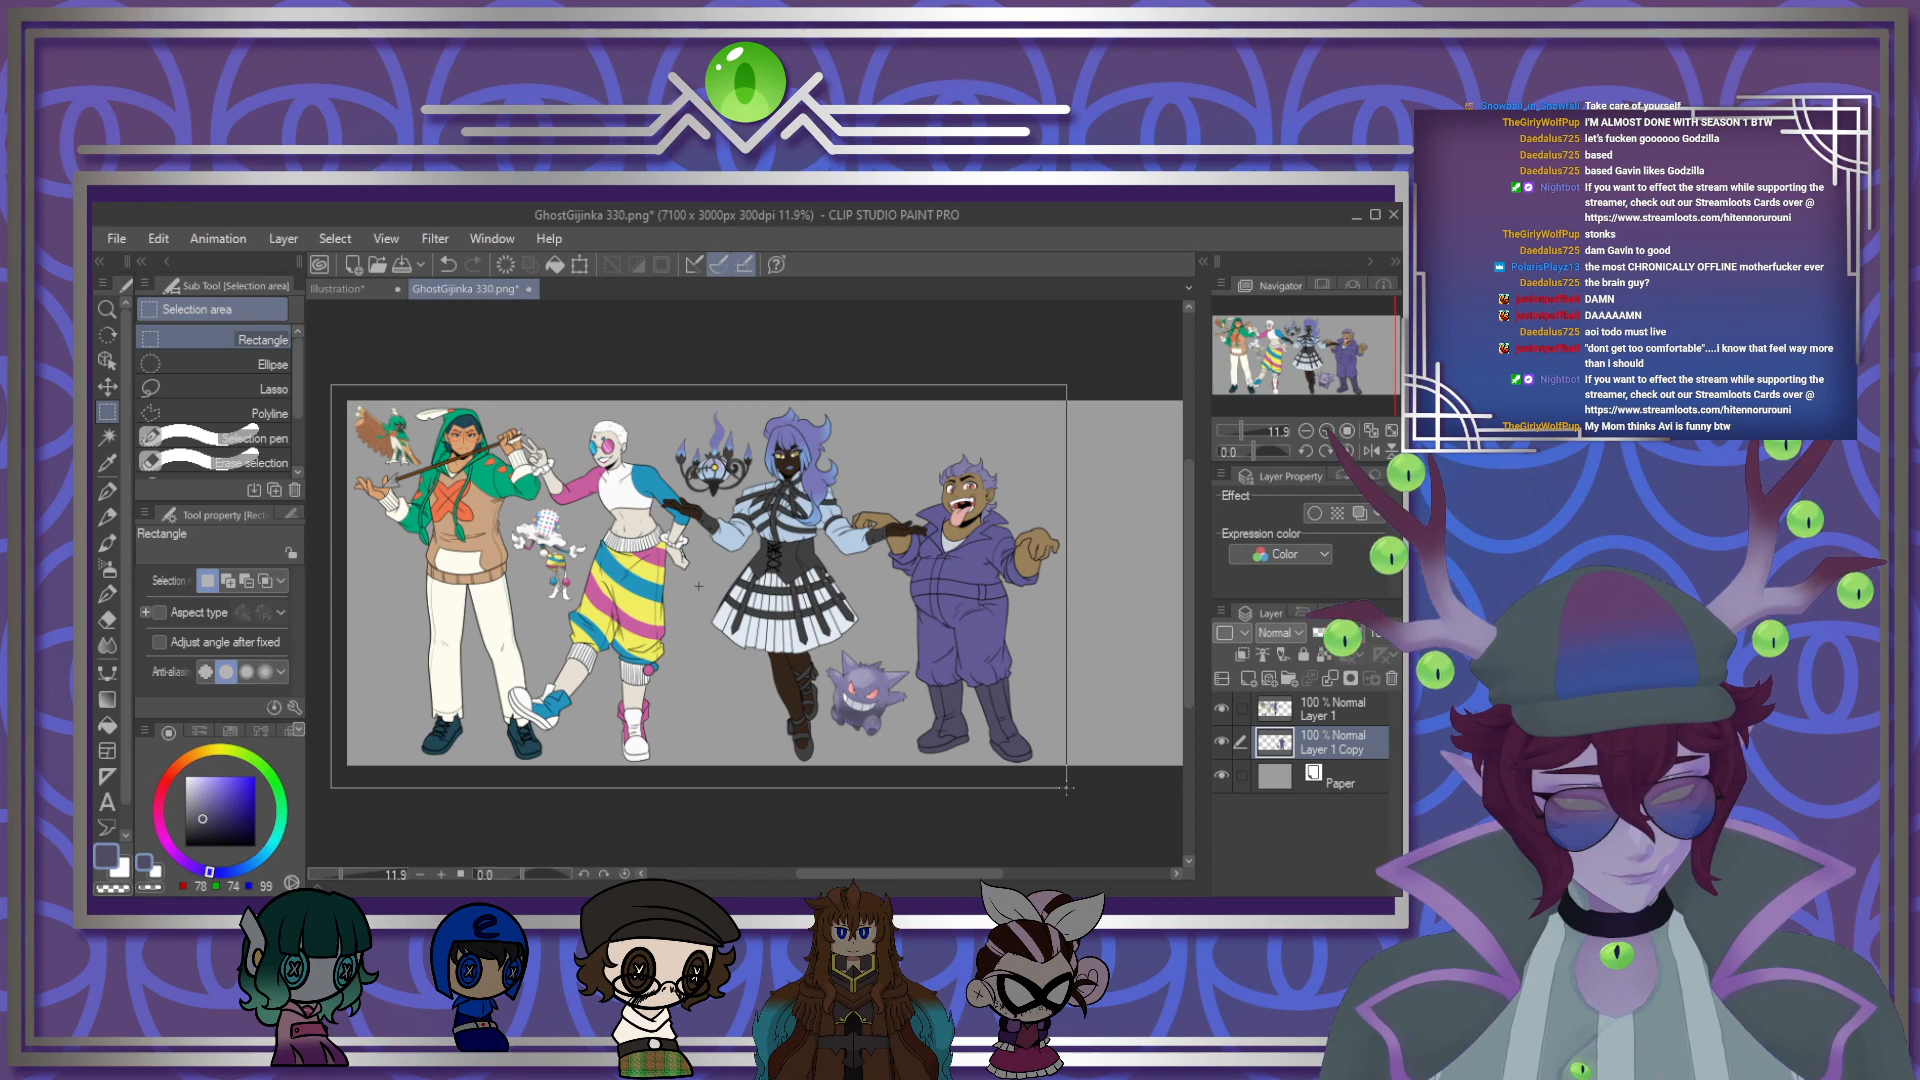 Snowball_in_Snowfall Take care of yourself
TheGirlyWolfPup I'M ALMOST DONE WITH SEASON 1 BTW
Daedalus725 let's fucken goooooo Godzilla
Daedalus725 based
Daedalus725 based Gavin likes Godzilla
Nightbot If you want to effect the stream while supporting the
streamer, check out our Streamloots Cards over @
https://www.streamloots.com/hitennorurouni
TheGirlyWolfPup stonks
Daedalus725 dam Gavin to good
PolarisPlayz13 the most CHRONICALLY OFFLINE motherfucker ever
Daedalus725 the brain guy?
DAMN
DAAAAAMN
Daedalus725 aoi todo must live
"dont get too comfortable"....i know that feel way more
than i should
Nightbot If you want to effect the stream while supporting the
streamer, check out our Streamloots Cards over @
https://www.streamloots.com/hitennorurouni
TheGirlyWolfPup My Mom thinks Avi is funny btw
GhostGijinka 330.png* (7100 x 3000px 300dpi 11.9%) - CLIP STUDIO PAINT PRO
File Edit Animation Layer Select View Filter Window Help
Sub Tool [Selection area]
Illustration* GhostGijinka 330.png*
Navigator
Selection area
Rectangle
Ellipse
Lasso
Polyline
Selection pen
Erase selection
11.9
0.0
Layer Property
Effect
Expression color
Color
Tool property [Rect
Rectangle
Selection
Aspect type
Adjust angle after fixed
Anti-alias
Layer
Normal
100 % Normal
Layer 1
100 % Normal
Layer 1 Copy
Paper
78 74 99
11.9 0.0